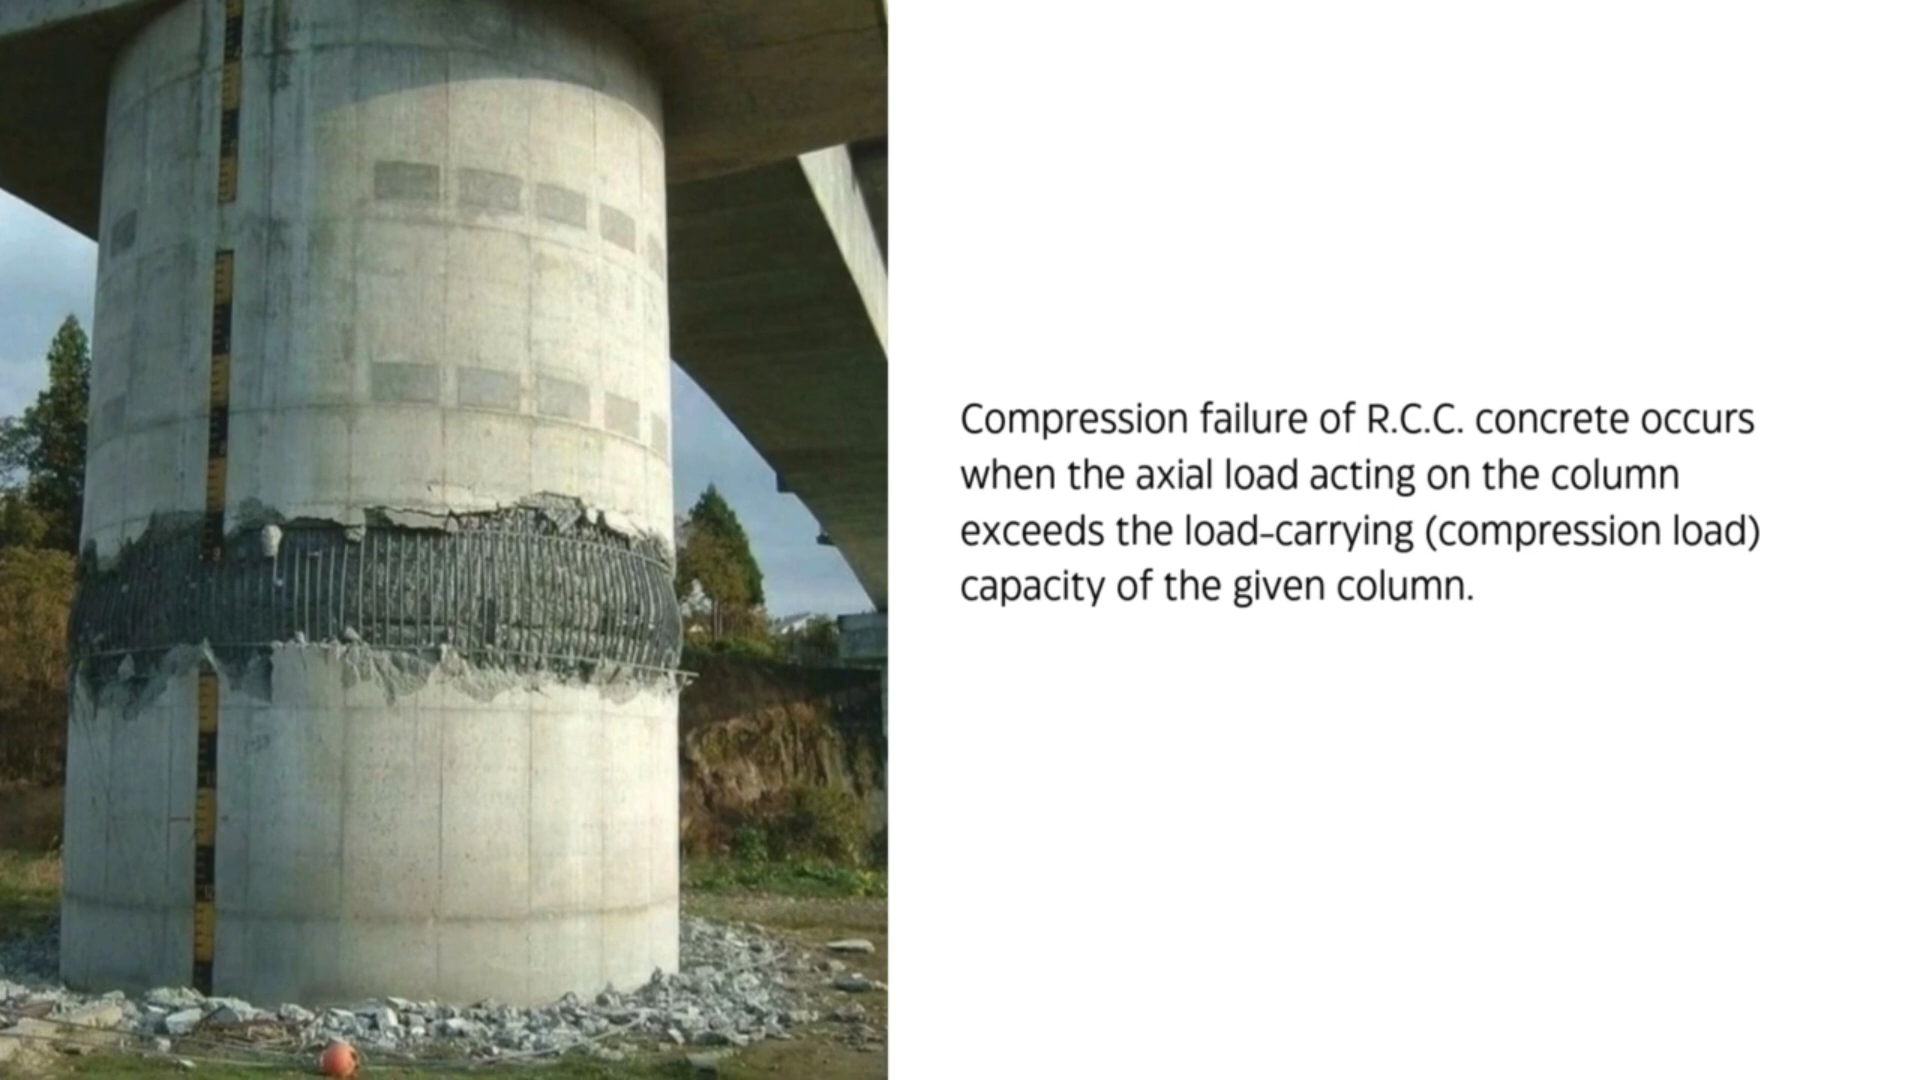 Compression failure of R.C.C. concrete occurs
when the axial load acting on the column
exceeds the load-carrying (compression load)
capacity of the given column.